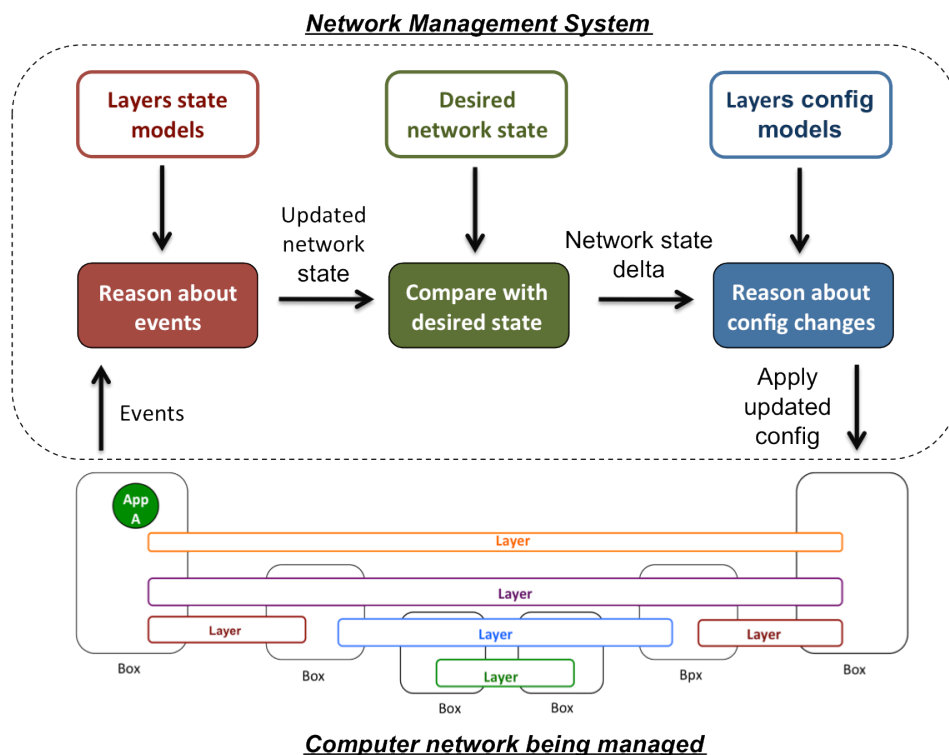 Network Management System
Layers state
models
Desired
network state
Layers config
models
Updated
network
state
Network state
delta
Reason about
events
Compare with
desired state
Reason about
config changes
Events
Apply
updated
config
App
A
Layer
Layer
Layer
Layer
Layer
Layer
Box
Box
Box
Box
Bpx
Box
Computer network being managed